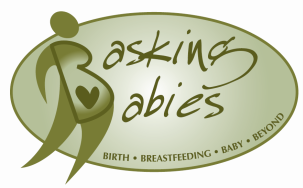 Basking
Babies
BIRTH • BREASTFEEDING • BABY • BEYOND